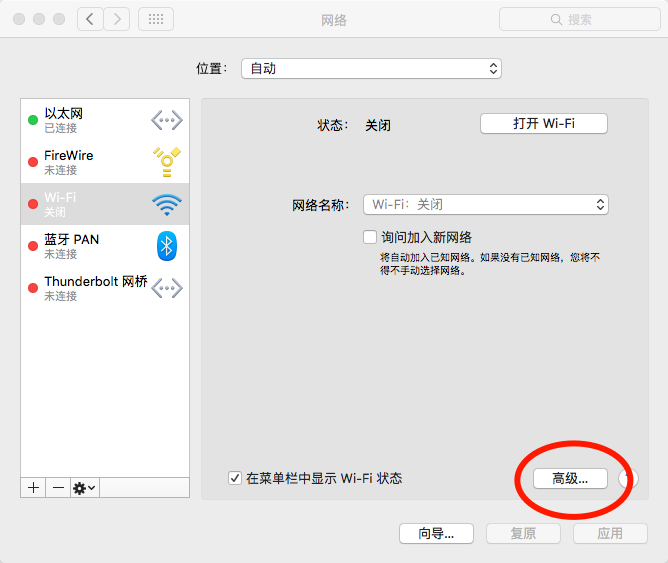 网络
搜索
位置：
自动
以太网
已连接
FireWire
未连接
Wi-Fi
关闭
蓝牙 PAN
未连接
Thunderbolt 网桥
未连接
状态：
关闭
打开 Wi-Fi
网络名称：
Wi-Fi：关闭
询问加入新网络
将自动加入已知网络。如果没有已知网络，您将不
得不手动选择网络。
在菜单栏中显示 Wi-Fi 状态
高级...
向导...
复原
应用